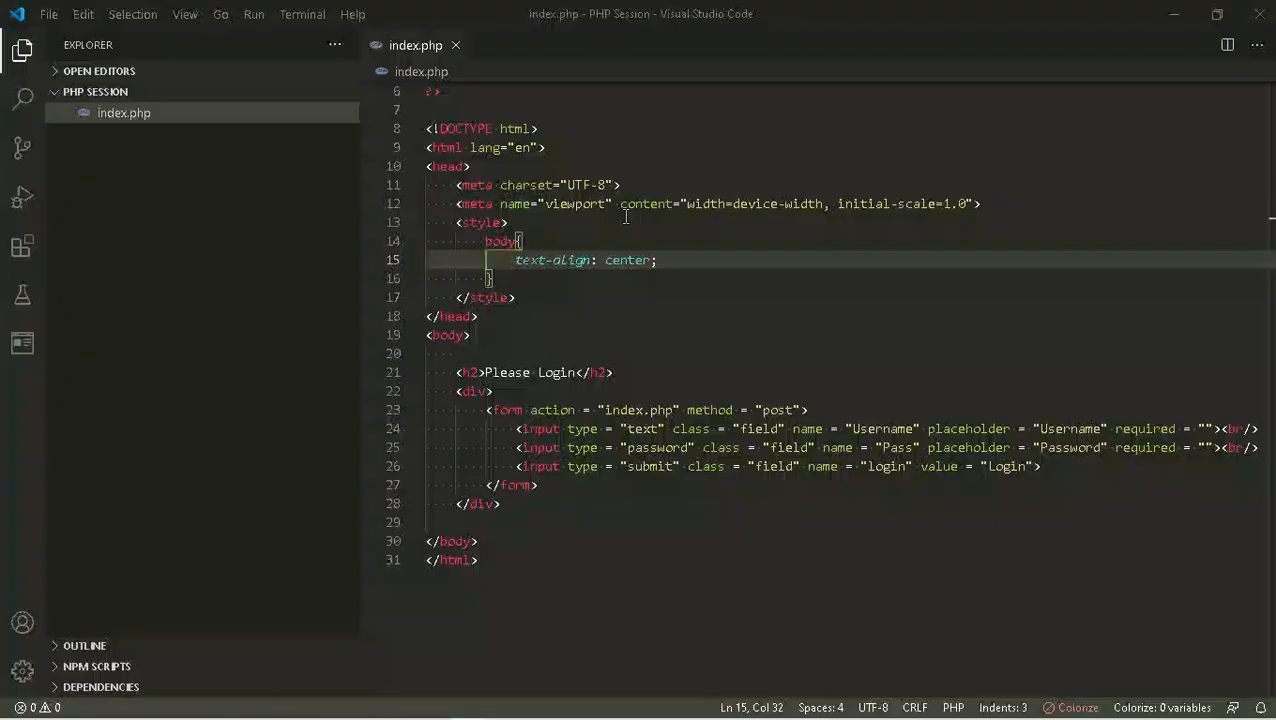 File Edit Selection View Go Run Terminal Help index.php - PHP Session - Visual Studio Code
EXPLORER ···
OPEN EDITORS
PHP SESSION
index.php
OUTLINE
NPM SCRIPTS
DEPENDENCIES
index.php
index.php
6 ?>
7
8 <!DOCTYPE html>
9 <html lang="en">
10 <head>
11 <meta charset="UTF-8">
12 <meta name="viewport" content="width=device-width, initial-scale=1.0">
13 <style>
14 body{
15 text-align: center;
16 }
17 </style>
18 </head>
19 <body>
20
21 <h2>Please Login</h2>
22 <div>
23 <form action = "index.php" method = "post">
24 <input type = "text" class = "field" name = "Username" placeholder = "Username" required = ""><br/>
25 <input type = "password" class = "field" name = "Pass" placeholder = "Password" required = ""><br/>
26 <input type = "submit" class = "field" name = "login" value = "Login">
27 </form>
28 </div>
29
30 </body>
31 </html>
0 0 Ln 15, Col 32 Spaces: 4 UTF-8 CRLF PHP Indents: 3 Colorize Colorize: 0 variables